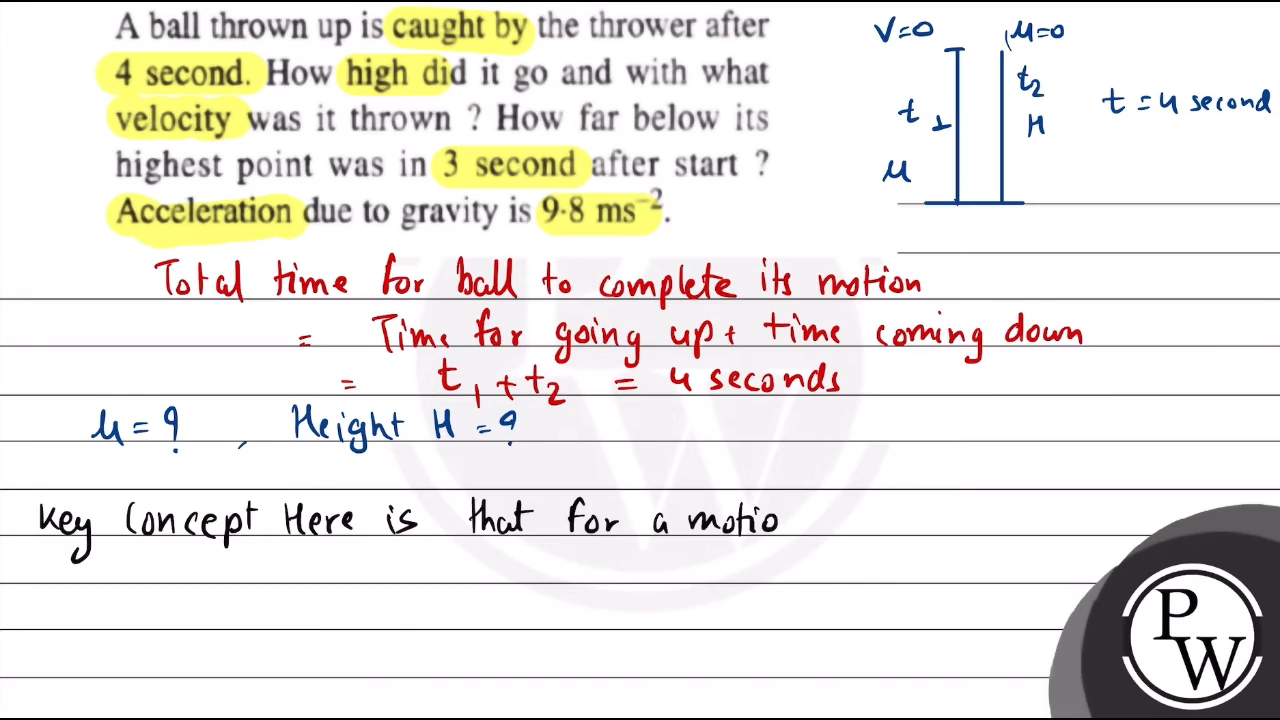 A ball thrown up is caught by the thrower after
4 second. How high did it go and with what
velocity was it thrown ? How far below its
highest point was in 3 second after start ?
Acceleration due to gravity is 9·8 ms⁻².
V=0
μ=0
t₁
t₂
H
μ
t = 4 second
Total time for ball to complete its motion
= Time for going up + time coming down
= t₁ + t₂ = 4 seconds
μ = ? , Height H = ?
Key Concept Here is that for a motio
PW